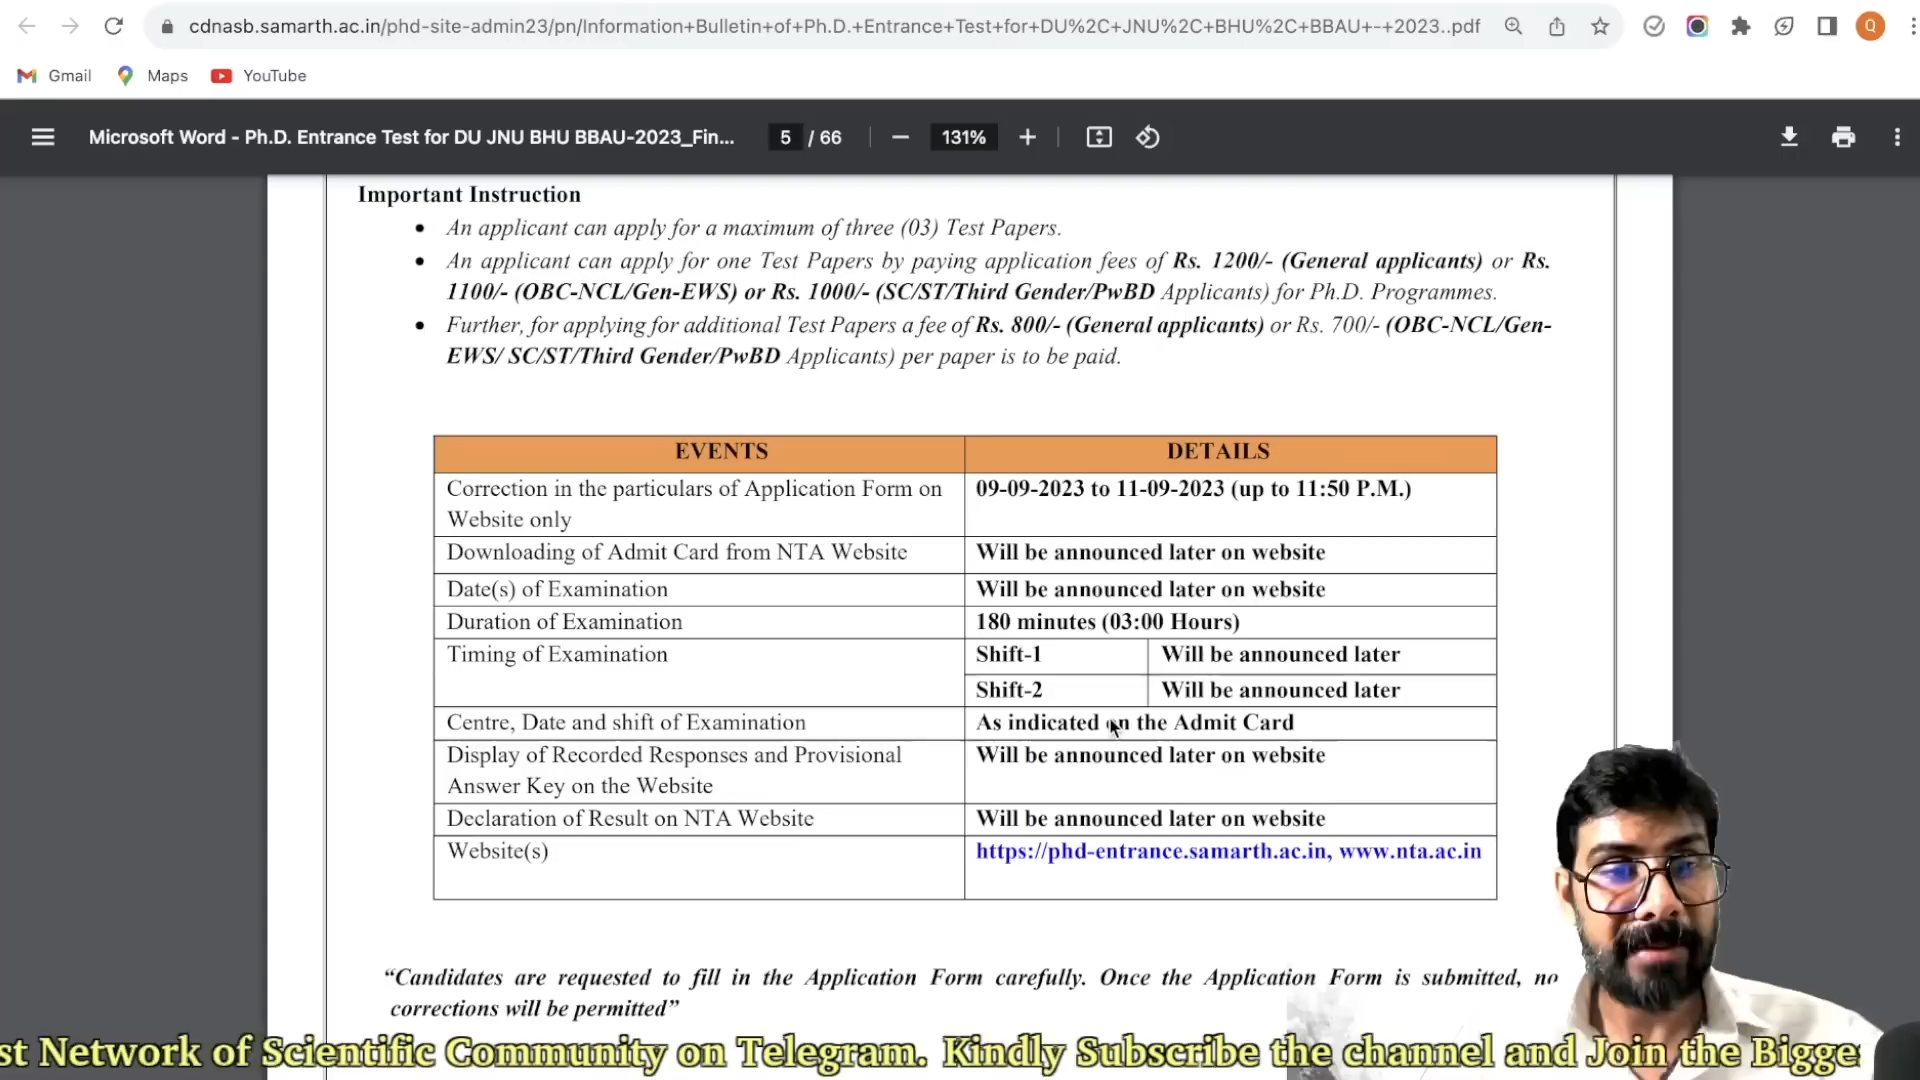 cdnasb.samarth.ac.in/phd-site-admin23/pn/Information+Bulletin+of+Ph.D.+Entrance+Test+for+DU%2C+JNU%2C+BHU%2C+BBAU+-+2023..pdf
Q
Gmail Maps YouTube
Microsoft Word - Ph.D. Entrance Test for DU JNU BHU BBAU-2023_Fin... 5 / 66 — 131% +
Important Instruction
• An applicant can apply for a maximum of three (03) Test Papers.
• An applicant can apply for one Test Papers by paying application fees of Rs. 1200/- (General applicants) or Rs.
1100/- (OBC-NCL/Gen-EWS) or Rs. 1000/- (SC/ST/Third Gender/PwBD Applicants) for Ph.D. Programmes.
• Further, for applying for additional Test Papers a fee of Rs. 800/- (General applicants) or Rs. 700/- (OBC-NCL/Gen-
EWS/ SC/ST/Third Gender/PwBD Applicants) per paper is to be paid.
EVENTS DETAILS
Correction in the particulars of Application Form on 09-09-2023 to 11-09-2023 (up to 11:50 P.M.)
Website only
Downloading of Admit Card from NTA Website Will be announced later on website
Date(s) of Examination Will be announced later on website
Duration of Examination 180 minutes (03:00 Hours)
Timing of Examination Shift-1 Will be announced later
Shift-2 Will be announced later
Centre, Date and shift of Examination As indicated on the Admit Card
Display of Recorded Responses and Provisional Will be announced later on website
Answer Key on the Website
Declaration of Result on NTA Website Will be announced later on website
Website(s) https://phd-entrance.samarth.ac.in, www.nta.ac.in
“Candidates are requested to fill in the Application Form carefully. Once the Application Form is submitted, no
corrections will be permitted”
st Network of Scientific Community on Telegram. Kindly Subscribe the channel and Join the Bigge